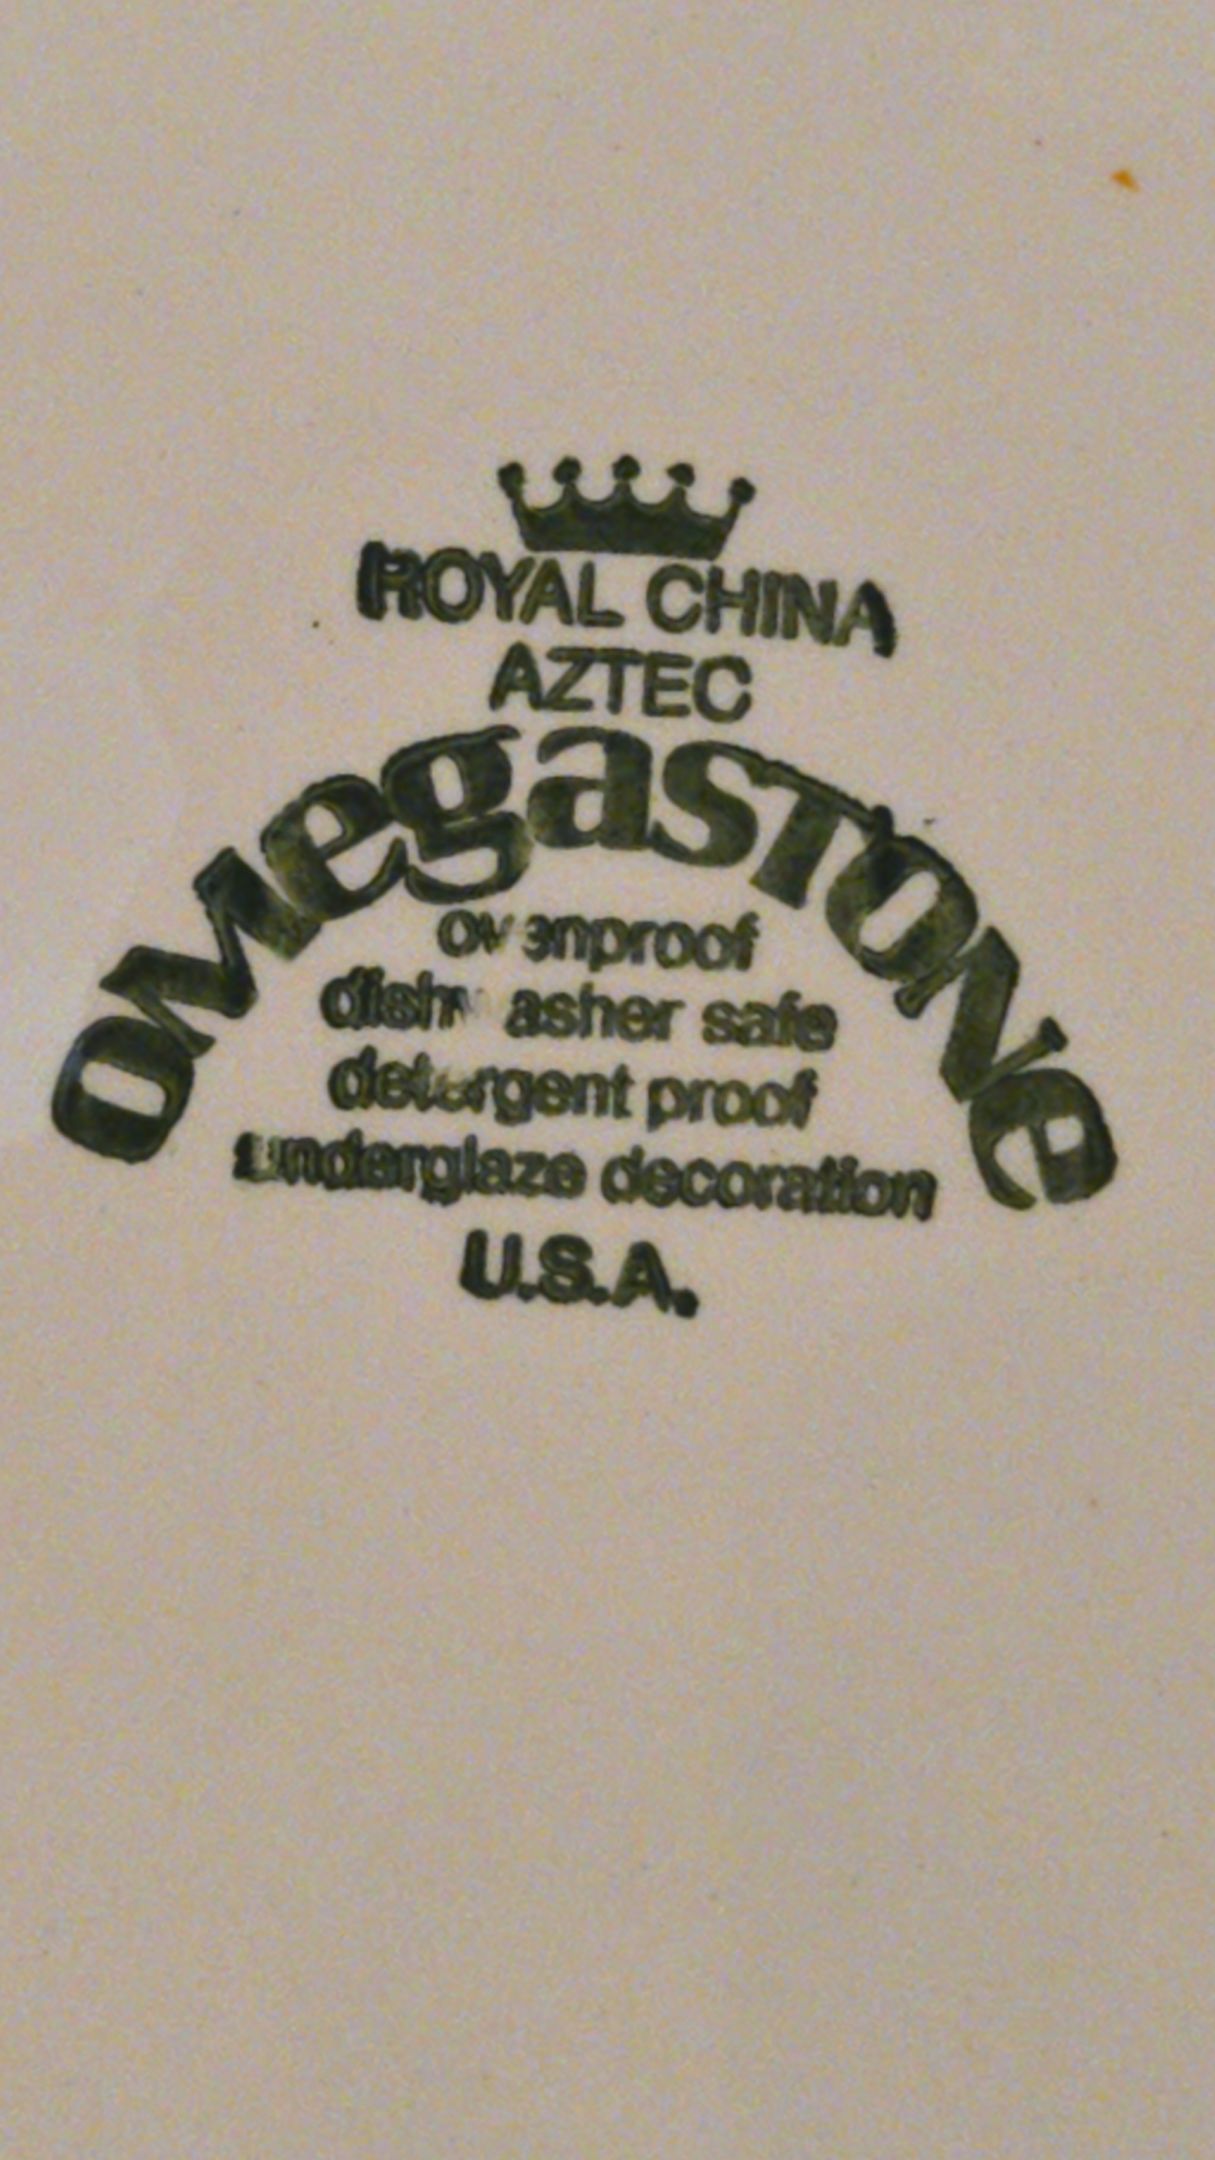 ROYAL CHINA
AZTEC
OMegaSTONe
ovenproof
dishwasher safe
detergent proof
underglaze decoration
U.S.A.